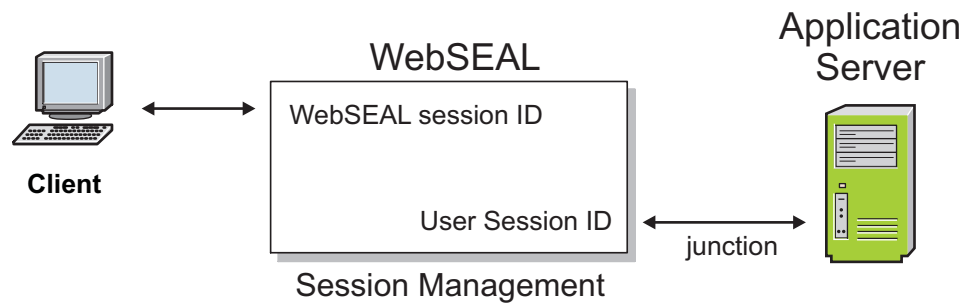 Application
Server
WebSEAL
WebSEAL session ID
Client
User Session ID
junction
Session Management